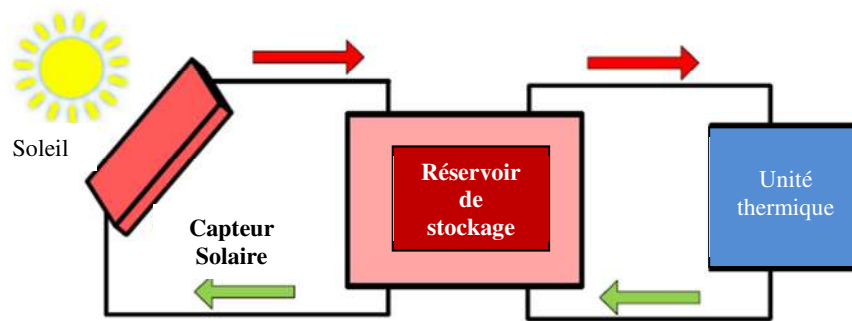 Soleil
Capteur
Solaire
Réservoir
de
stockage
Unité
thermique